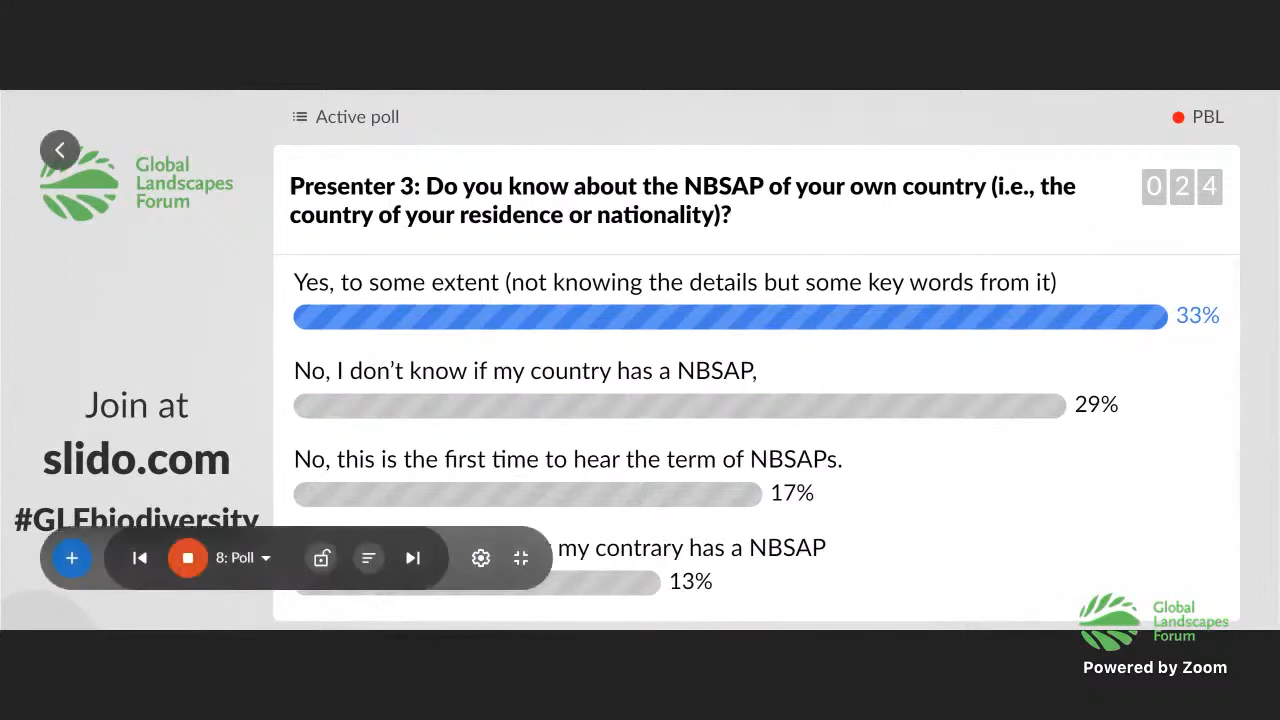 Active poll
PBL
Global
Landscapes
Forum
Presenter 3: Do you know about the NBSAP of your own country (i.e., the
country of your residence or nationality)?
024
Yes, to some extent (not knowing the details but some key words from it)
33%
No, I don't know if my country has a NBSAP,
29%
No, this is the first time to hear the term of NBSAPs.
17%
my contrary has a NBSAP
13%
Join at
slido.com
#GLFbiodiversity
8: Poll
Global
Landscapes
Forum
Powered by Zoom